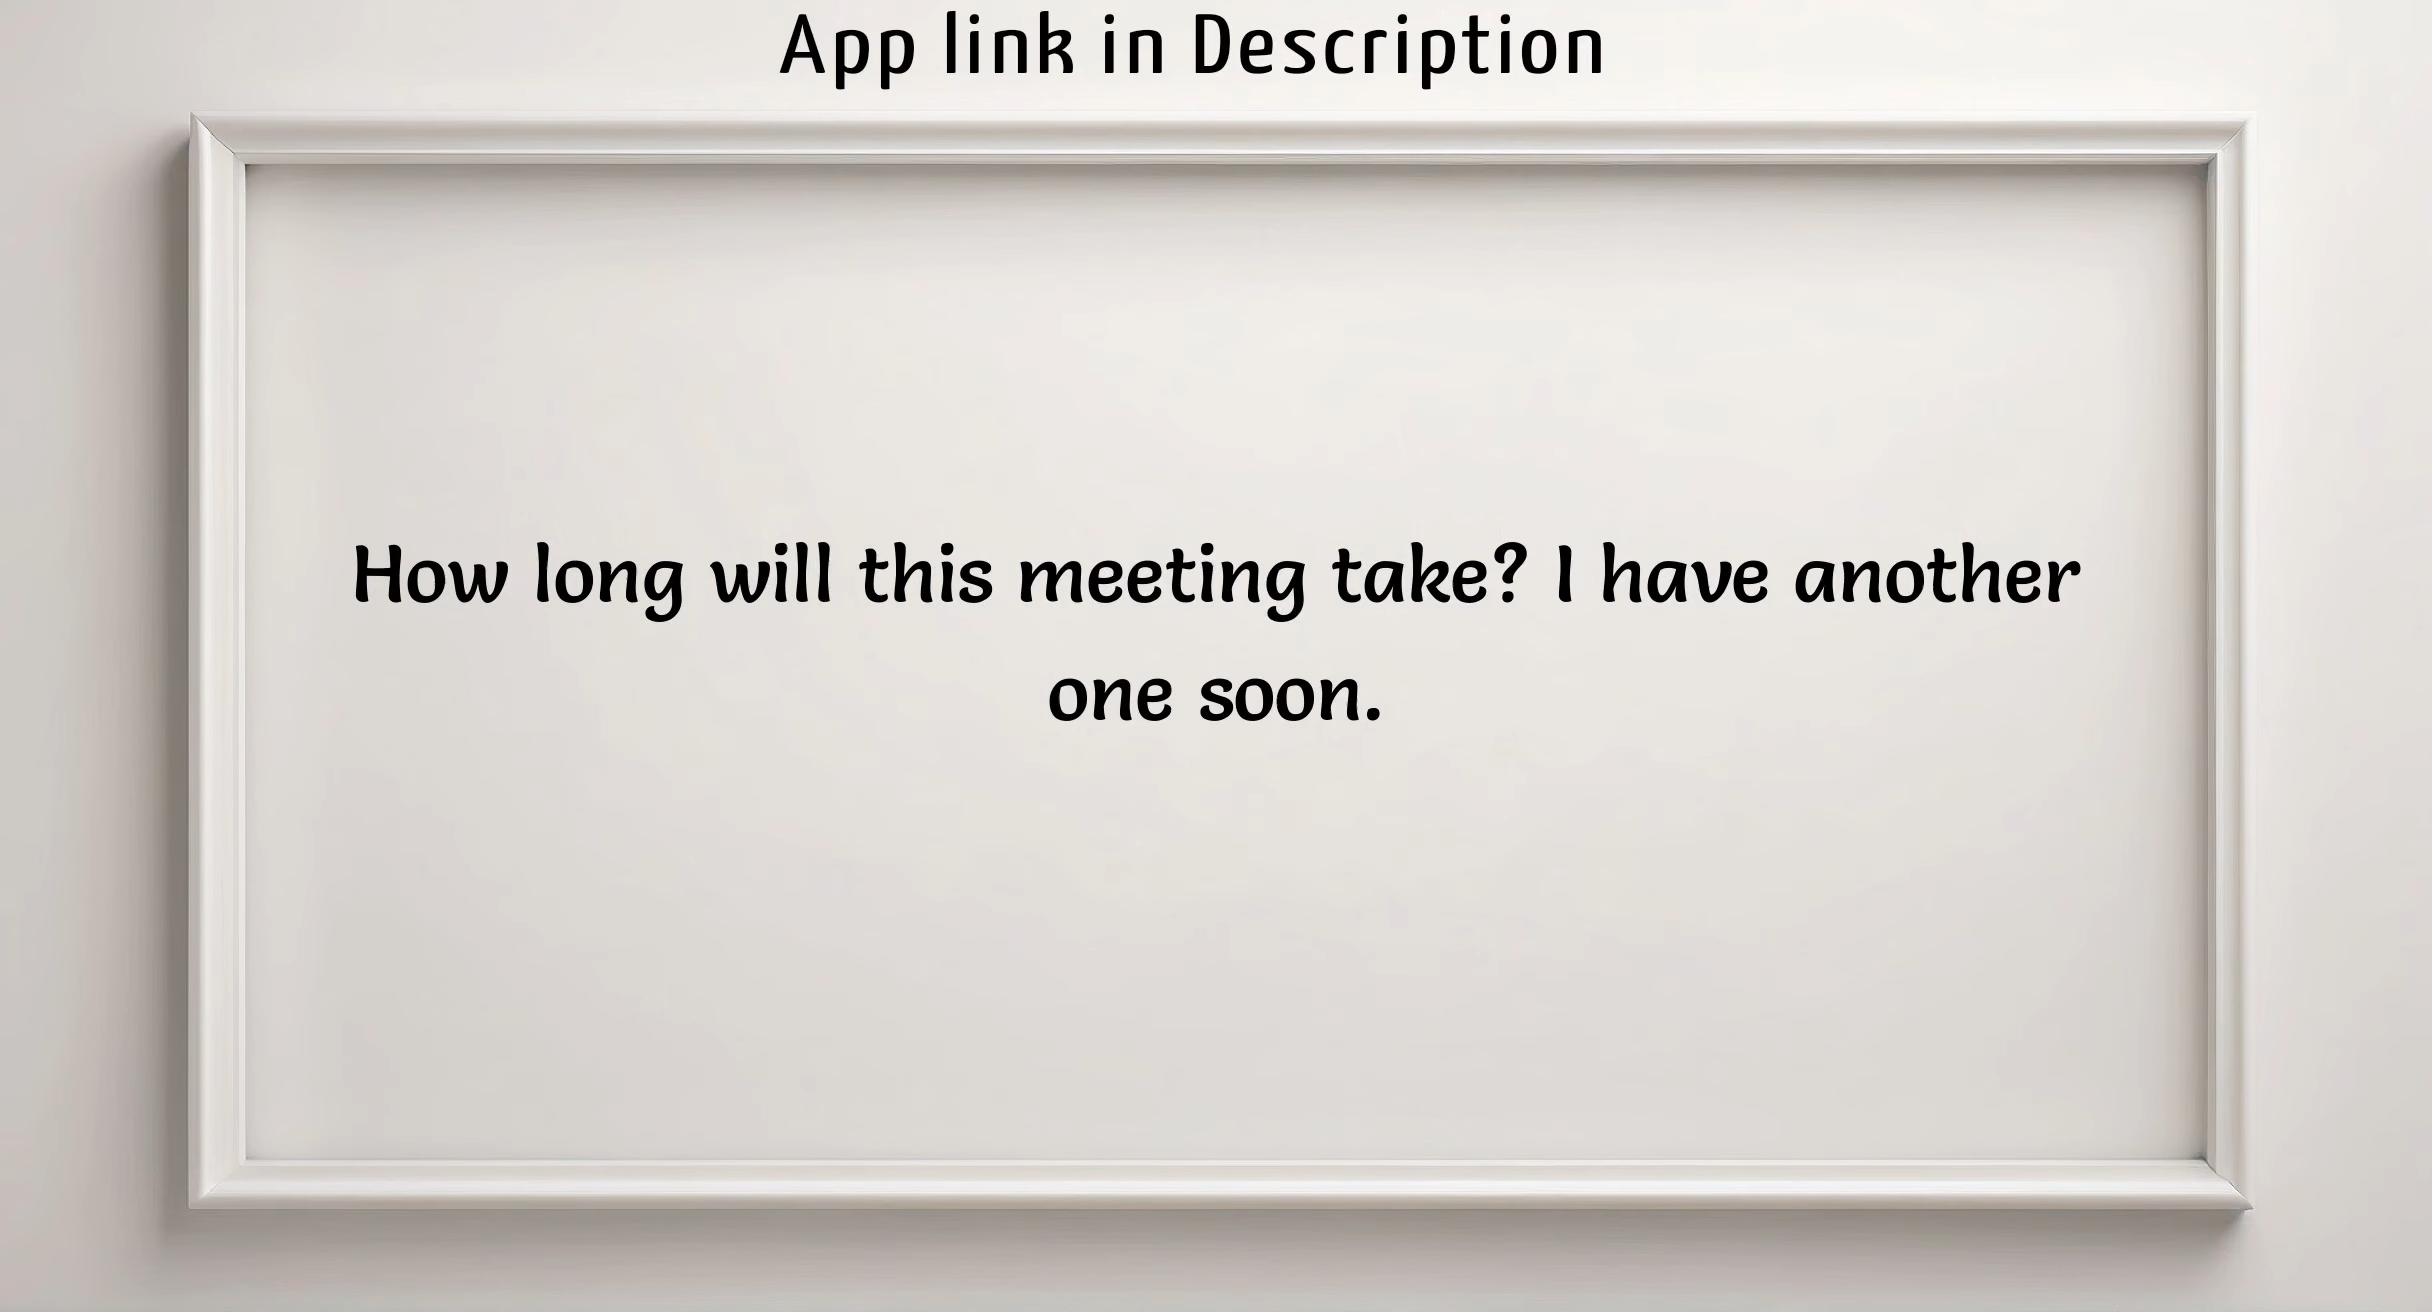 App link in Description
How long will this meeting take? I have another
one soon.